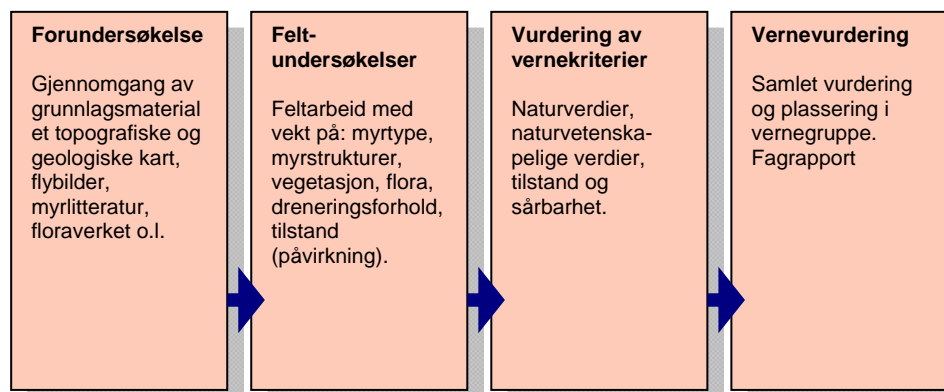 Forundersøkelse
Gjennomgang av
grunnlagsmaterial
et topografiske og
geologiske kart,
flybilder,
myrlitteratur,
floraverket o.l.
Felt-
undersøkelser
Feltarbeid med
vekt på: myrtype,
myrstrukturer,
vegetasjon, flora,
dreneringsforhold,
tilstand
(påvirkning).
Vurdering av
vernekriterier
Naturverdier,
naturvetenska-
pelige verdier,
tilstand og
sårbarhet.
Vernevurdering
Samlet vurdering
og plassering i
vernegruppe.
Fagrapport